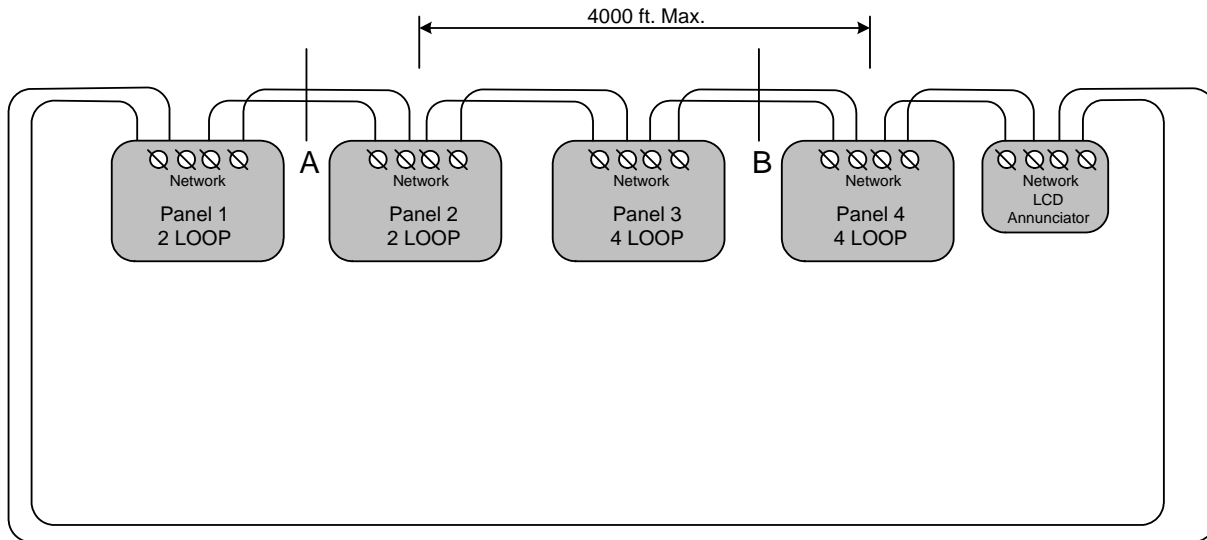 4000 ft. Max.
A
B
Network
Panel 1
2 LOOP
Network
Panel 2
2 LOOP
Network
Panel 3
4 LOOP
Network
Panel 4
4 LOOP
Network
LCD
Annunciator